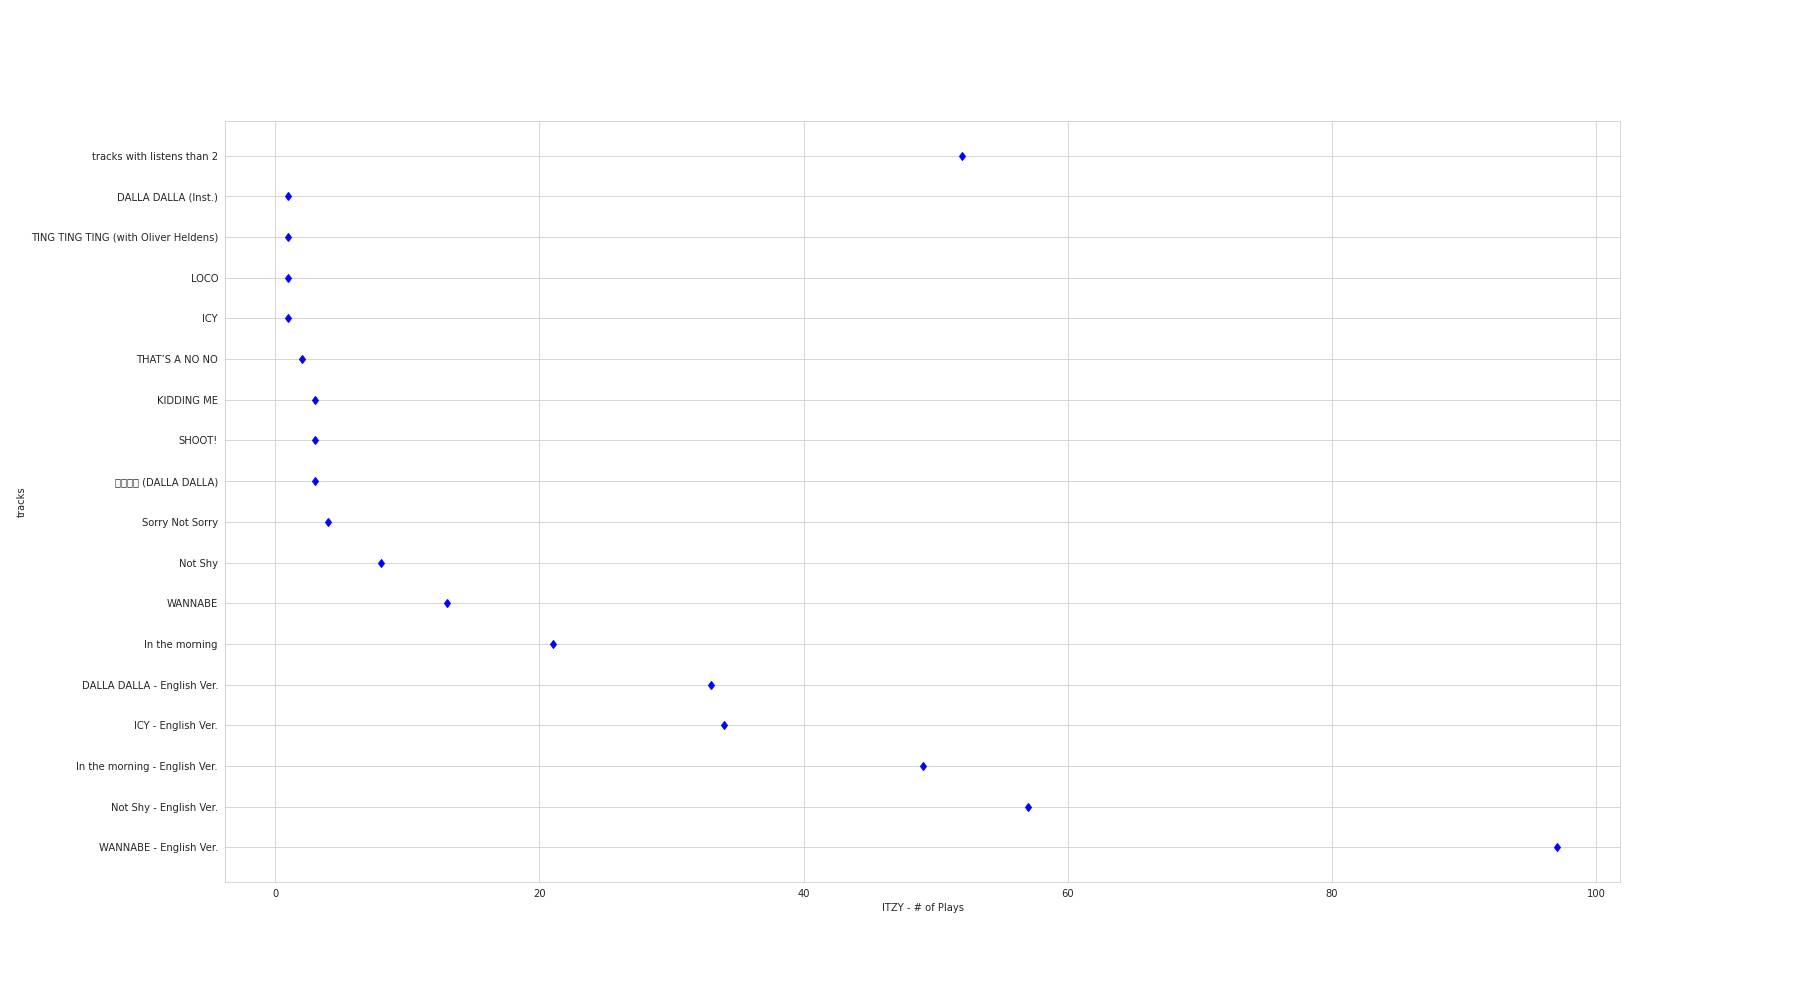 tracks with listens than 2
DALLA DALLA (Inst.)
TING TING TING (with Oliver Heldens)
LOCO
ICY
THAT’S A NO NO
KIDDING ME
SHOOT!
(DALLA DALLA)
Sorry Not Sorry
Not Shy
WANNABE
In the morning
DALLA DALLA - English Ver.
ICY - English Ver.
In the morning - English Ver.
Not Shy - English Ver.
WANNABE - English Ver.
tracks
0 20 40 60 80 100
ITZY - # of Plays